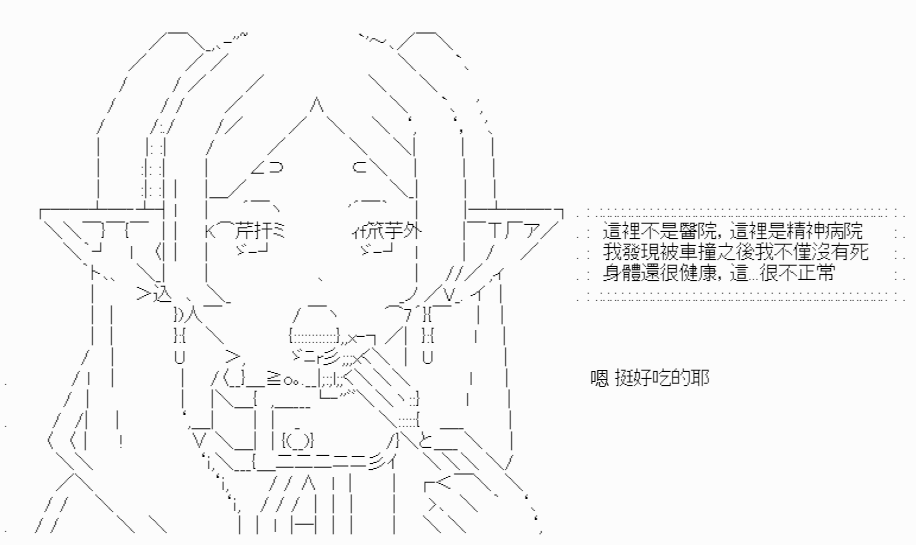 這裡不是醫院, 這裡是精神病院
我發現被車撞之後我不僅沒有死
身體還很健康, 這...很不正常
嗯 挺好吃的耶